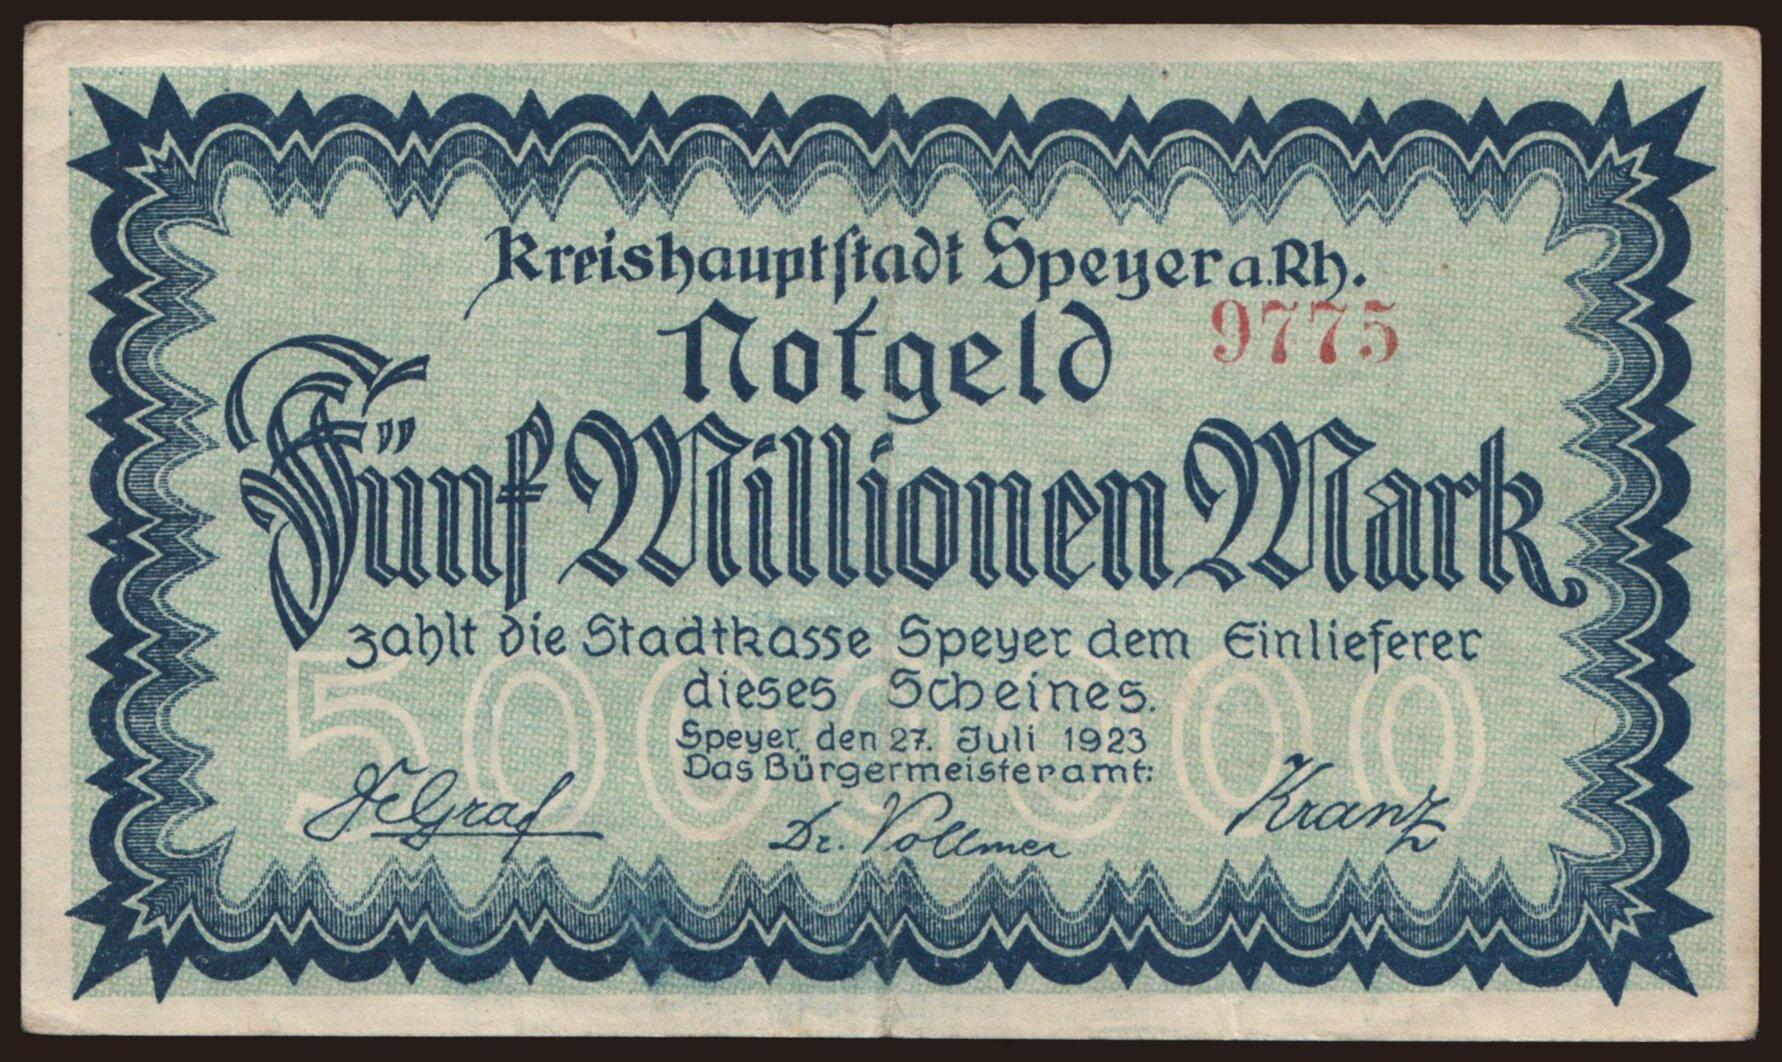 Kreishauptstadt Speyer a. Rh.
Notgeld
9775
Fünf Millionen Mark
zahlt die Stadtkasse Speyer dem Einlieferer
dieses Scheines.
5000000
Speyer, den 27. Juli 1923
Das Bürgermeisteramt:
Graf
Dr. Vollmer
Kranz